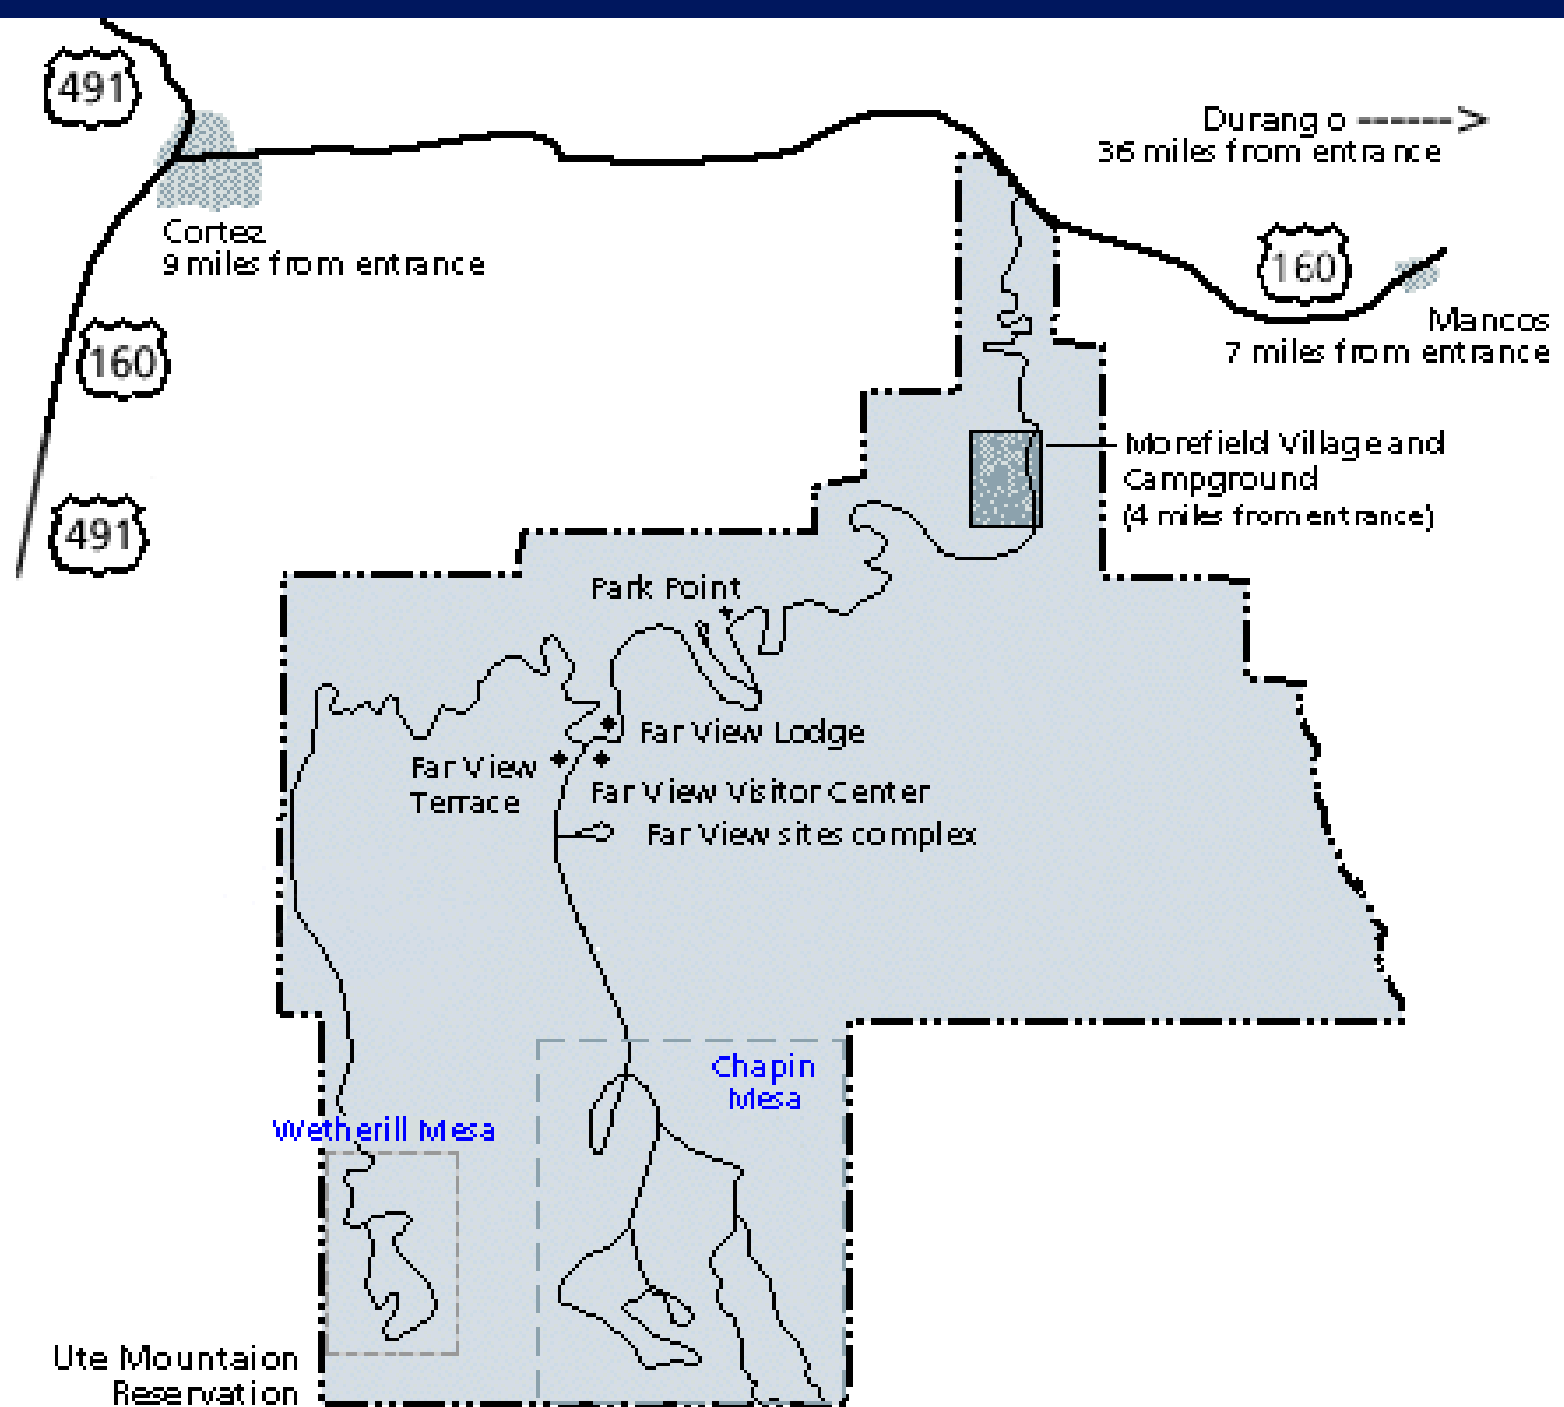 491
Durango ------>
36 miles from entrance
Cortez
9 miles from entrance
160
Mancos
7 miles from entrance
160
Morefield Village and
Campground
(4 miles from entrance)
491
Park Point
Far View Lodge
Far View
Terrace
Far View Visitor Center
Far View sites complex
Chapin
Mesa
Wetherill Mesa
Ute Mountaion
Reservation